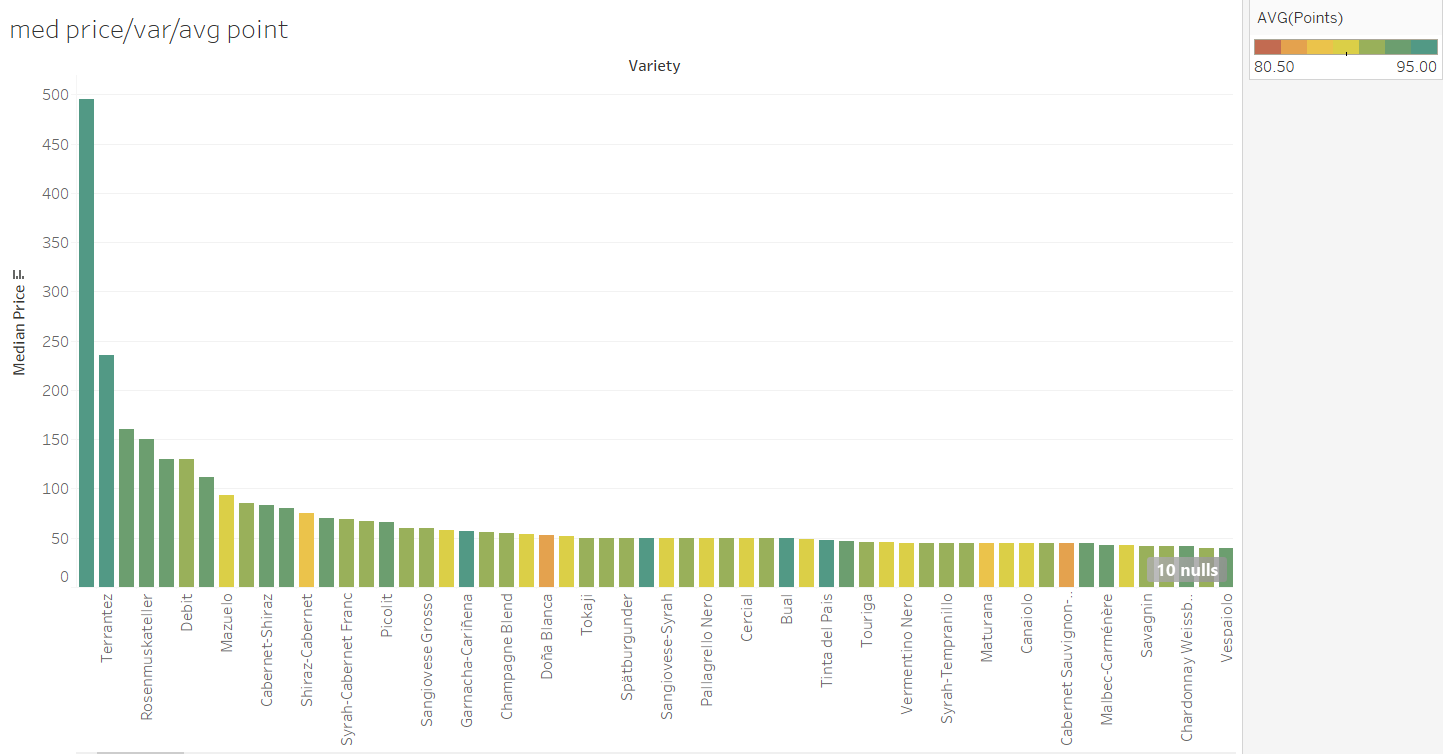 med price/var/avg point
AVG(Points)
80.50 95.00
Variety
Median Price
500
450
400
350
300
250
200
150
100
50
0
10 nulls
Terrantez
Rosenmuskateller
Debit
Mazuelo
Cabernet-Shiraz
Shiraz-Cabernet
Syrah-Cabernet Franc
Picolit
Sangiovese Grosso
Garnacha-Cariñena
Champagne Blend
Doña Blanca
Tokaji
Spätburgunder
Sangiovese-Syrah
Pallagrello Nero
Cercial
Bual
Tinta del Pais
Touriga
Vermentino Nero
Syrah-Tempranillo
Maturana
Canaiolo
Cabernet Sauvignon-..
Malbec-Carménère
Savagnin
Chardonnay Weissb..
Vespaiolo